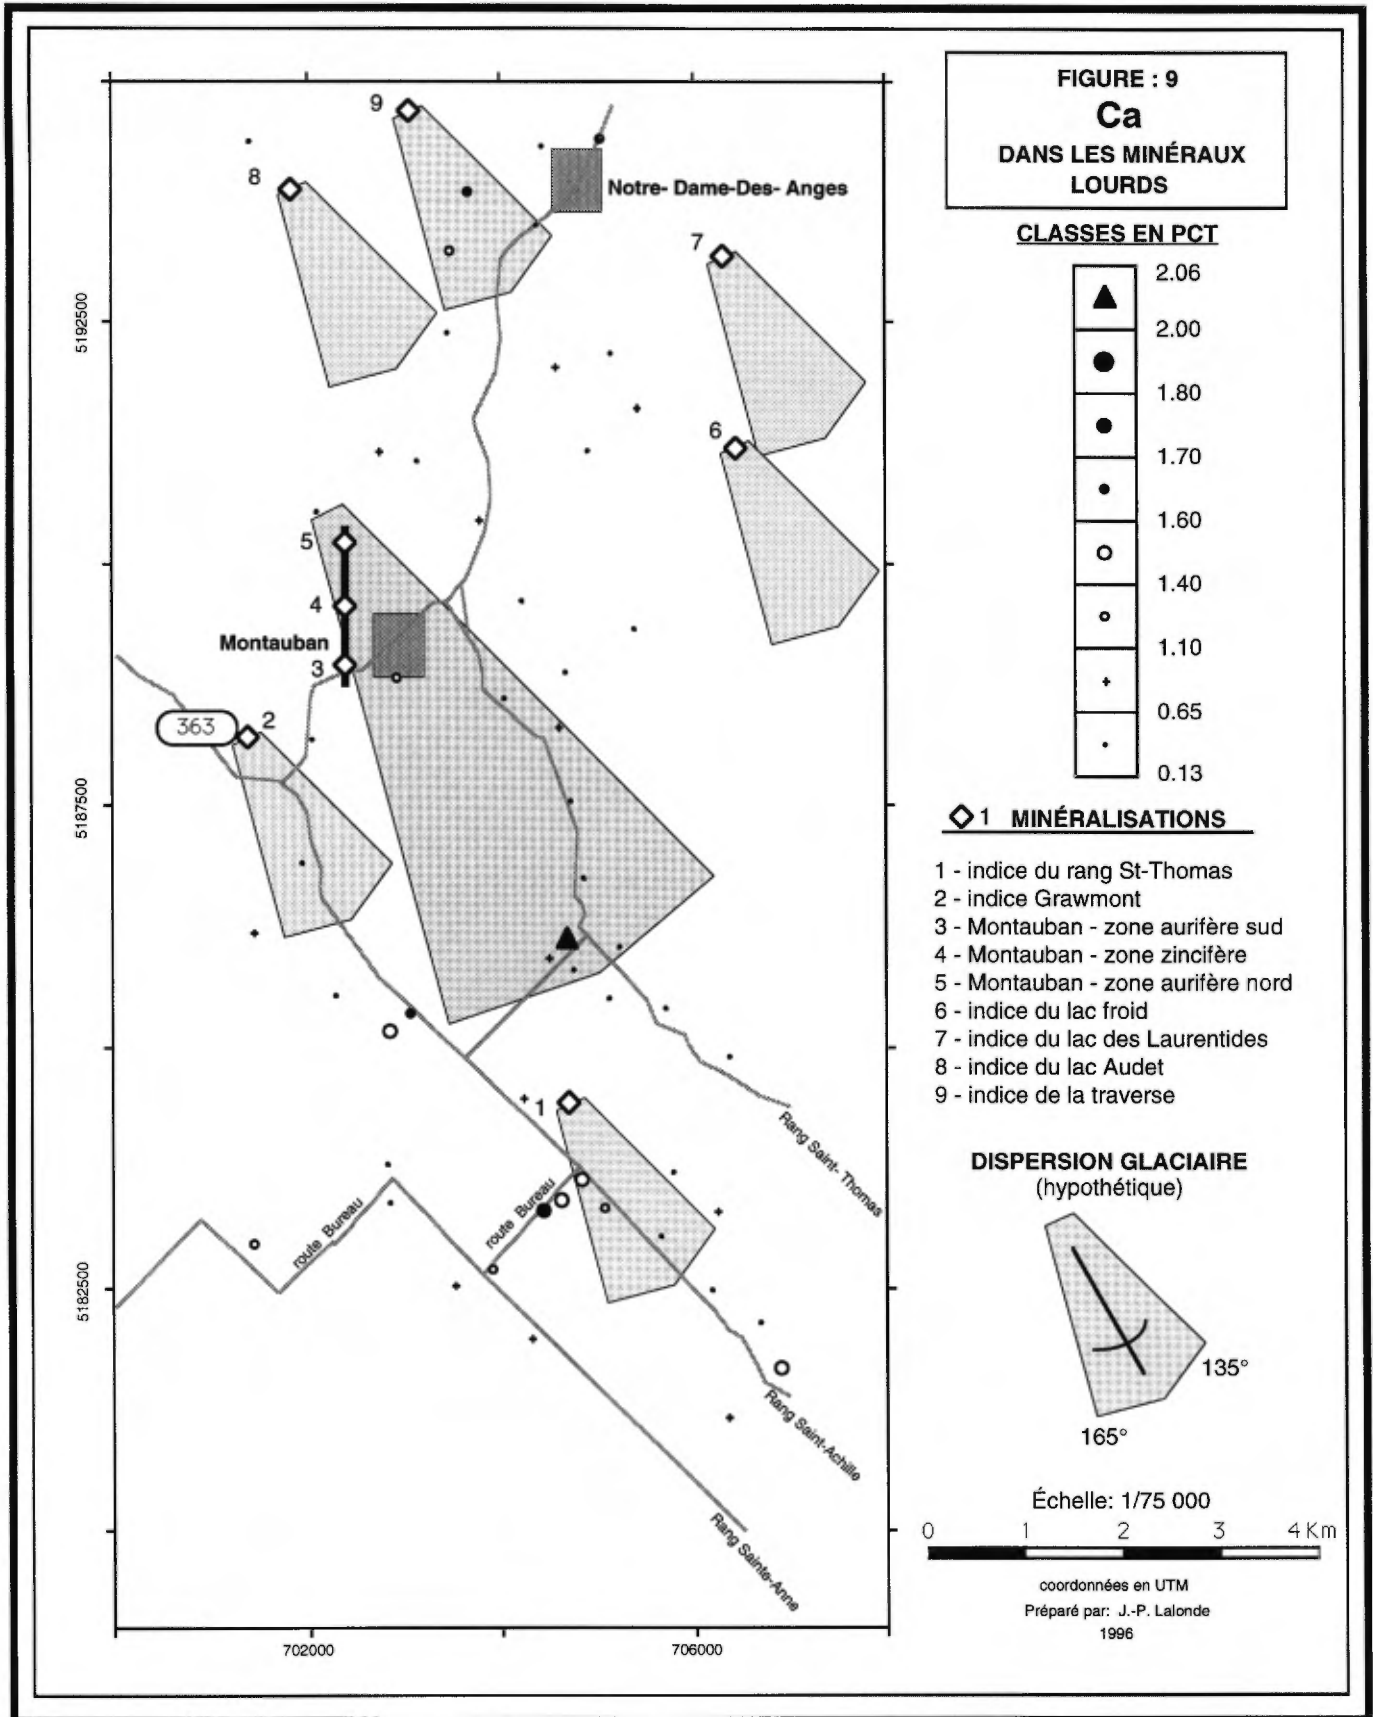 FIGURE : 9
Ca
DANS LES MINÉRAUX
LOURDS
CLASSES EN PCT
2.06
2.00
1.80
1.70
1.60
1.40
1.10
0.65
0.13
1 MINÉRALISATIONS
1 - indice du rang St-Thomas
2 - indice Grawmont
3 - Montauban - zone aurifère sud
4 - Montauban - zone zincifère
5 - Montauban - zone aurifère nord
6 - indice du lac froid
7 - indice du lac des Laurentides
8 - indice du lac Audet
9 - indice de la traverse
DISPERSION GLACIAIRE
(hypothétique)
135°
165°
Échelle: 1/75 000
0 1 2 3 4 Km
coordonnées en UTM
Préparé par: J.-P. Lalonde
1996
9
8
Notre- Dame-Des- Anges
7
5192500
6
5
4
Montauban
3
363
2
5187500
1
Rang Saint- Thomas
route Bureau
route Bureau
5182500
Rang Saint-Achille
Rang Sainte-Anne
702000
706000